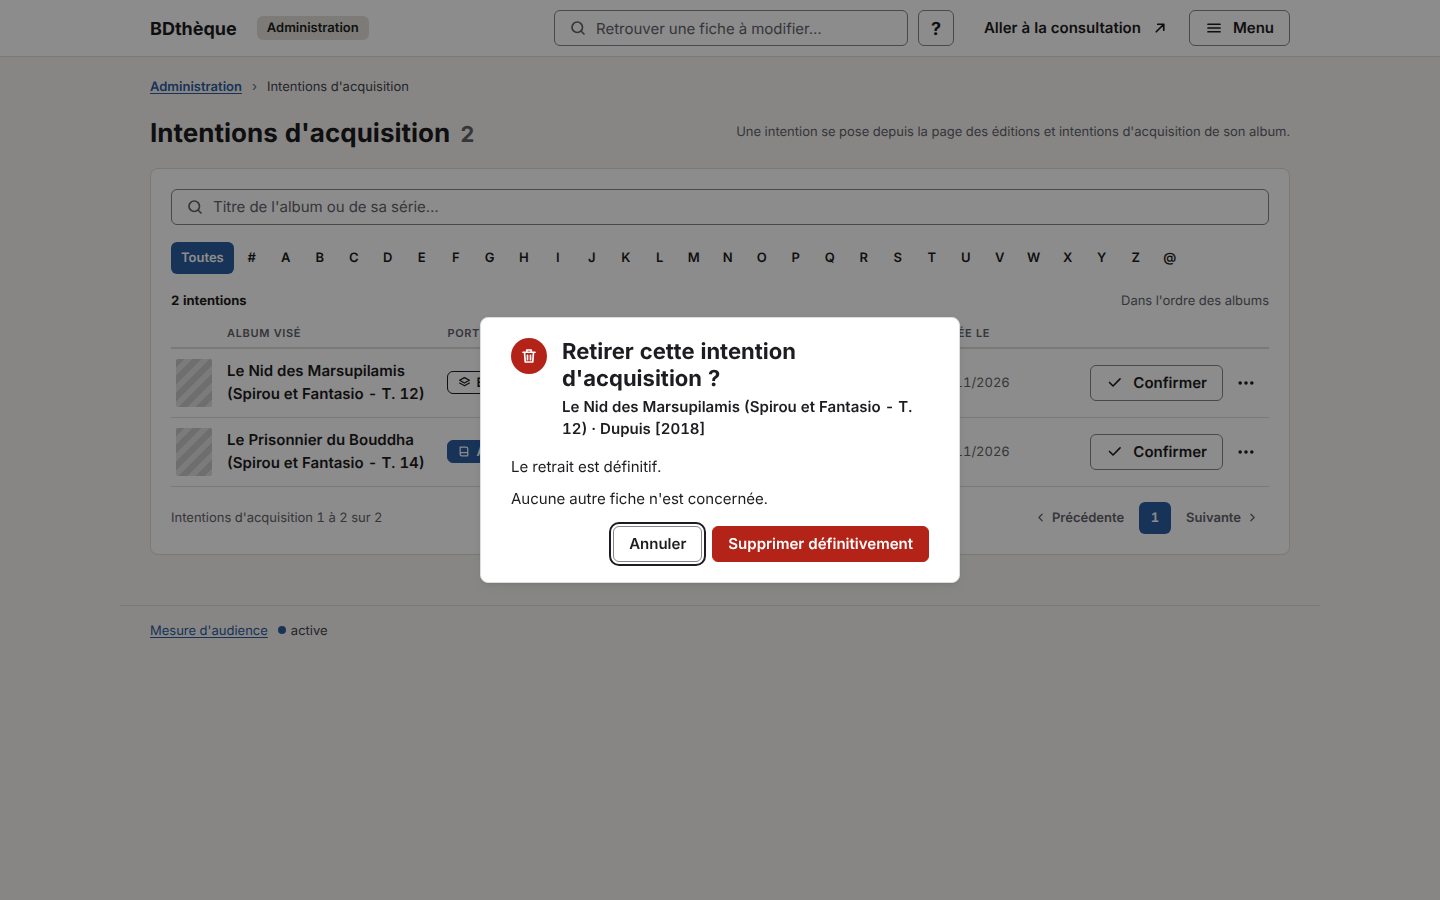 BDthèque Administration Retrouver une fiche à modifier... ? Aller à la consultation Menu
Administration › Intentions d'acquisition
Intentions d'acquisition 2 Une intention se pose depuis la page des éditions et intentions d'acquisition de son album.
Titre de l'album ou de sa série...
Toutes # A B C D E F G H I J K L M N O P Q R S T U V W X Y Z @
2 intentions Dans l'ordre des albums
ALBUM VISÉ
Le Nid des Marsupilamis
(Spirou et Fantasio - T. 12)
Confirmer
Le Prisonnier du Bouddha
(Spirou et Fantasio - T. 14)
Confirmer
Intentions d'acquisition 1 à 2 sur 2 Précédente 1 Suivante
Retirer cette intention
d'acquisition ?
Le Nid des Marsupilamis (Spirou et Fantasio - T.
12) · Dupuis [2018]
Le retrait est définitif.
Aucune autre fiche n'est concernée.
Annuler Supprimer définitivement
Mesure d'audience active